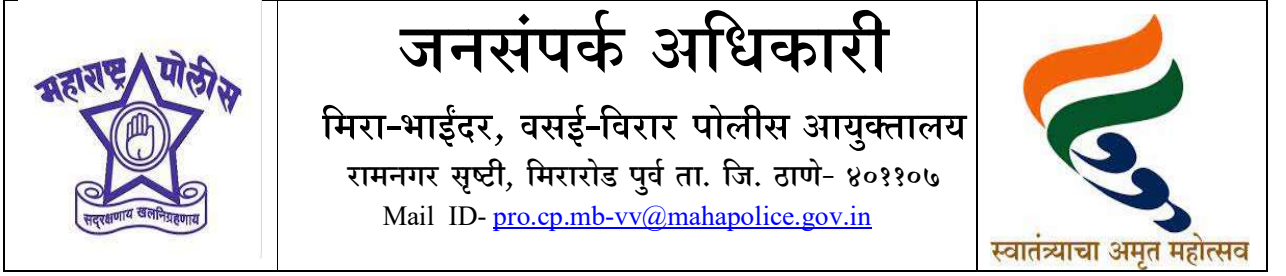 महाराष्ट्र पोलीस
सद्रक्षणाय खलनिग्रहणाय
जनसंपर्क अधिकारी
मिरा-भाईंदर, वसई-विरार पोलीस आयुक्तालय
रामनगर सृष्टी, मिरारोड पुर्व ता. जि. ठाणे- ४०११०७
Mail ID- pro.cp.mb-vv@mahapolice.gov.in
स्वातंत्र्याचा अमृत महोत्सव